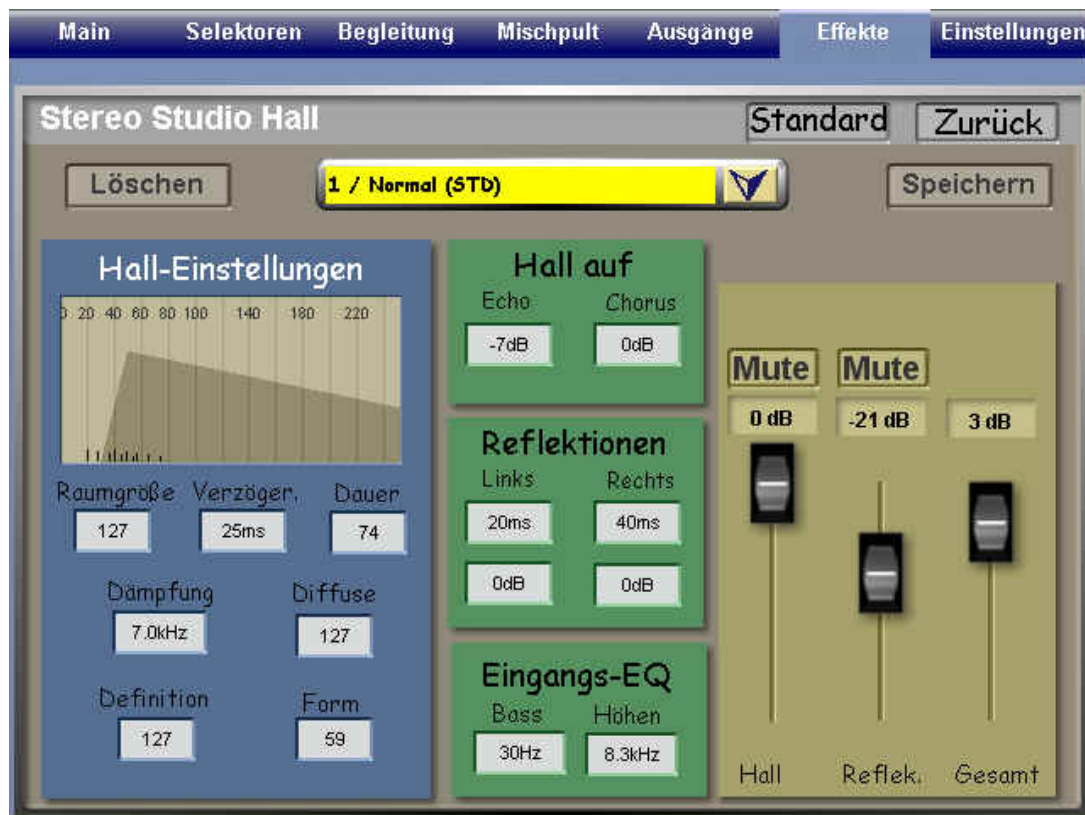 Main Selektoren Begleitung Mischpult Ausgänge Effekte Einstellungen
Stereo Studio Hall Standard Zurück
Löschen 1 / Normal (STD) Speichern
Hall-Einstellungen
0 20 40 60 80 100 140 180 220
Raumgröße Verzöger. Dauer
127 25ms 74
Dämpfung Diffuse
7.0kHz 127
Definition Form
127 59
Hall auf
Echo Chorus
-7dB 0dB
Reflektionen
Links Rechts
20ms 40ms
0dB 0dB
Eingangs-EQ
Bass Höhen
30Hz 8.3kHz
Mute Mute
0 dB -21 dB 3 dB
Hall Reflek. Gesamt